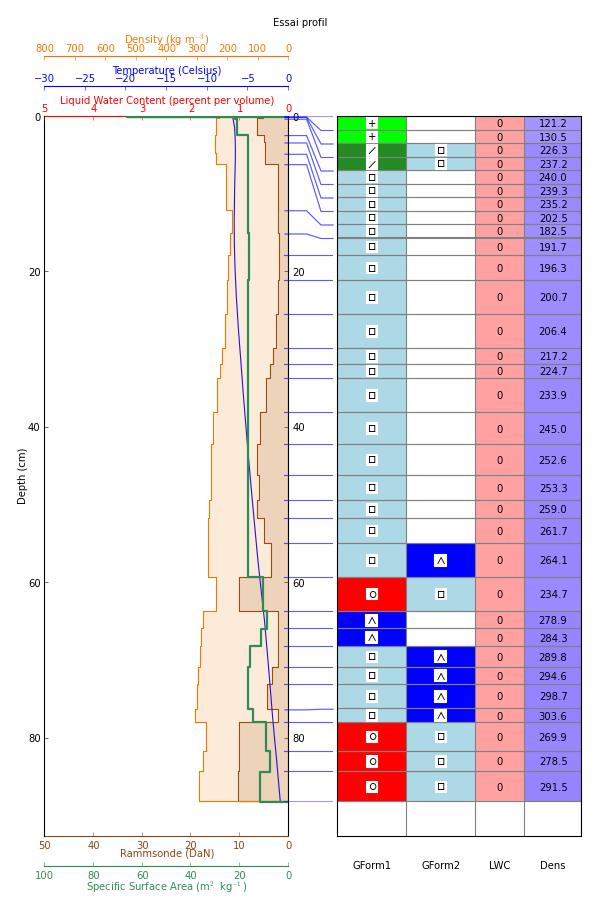 Essai profil
Density (kg m⁻³)
800 700 600 500 400 300 200 100 0
Temperature (Celsius)
−30 −25 −20 −15 −10 −5 0
Liquid Water Content (percent per volume)
5 4 3 2 1 0
0 0 + 0 121.2
+ 0 130.5
0 226.3
0 237.2
0 240.0
0 239.3
0 235.2
0 202.5
0 182.5
0 191.7
20 20 0 196.3
0 200.7
0 206.4
0 217.2
0 224.7
0 233.9
40 40 0 245.0
0 252.6
0 253.3
0 259.0
0 261.7
0 264.1
60 60 0 234.7
0 278.9
0 284.3
0 289.8
0 294.6
0 298.7
0 303.6
80 80 0 269.9
0 278.5
0 291.5
Depth (cm)
50 40 30 20 10 0
Rammsonde (DaN)
100 80 60 40 20 0
Specific Surface Area (m² kg⁻¹)
GForm1 GForm2 LWC Dens